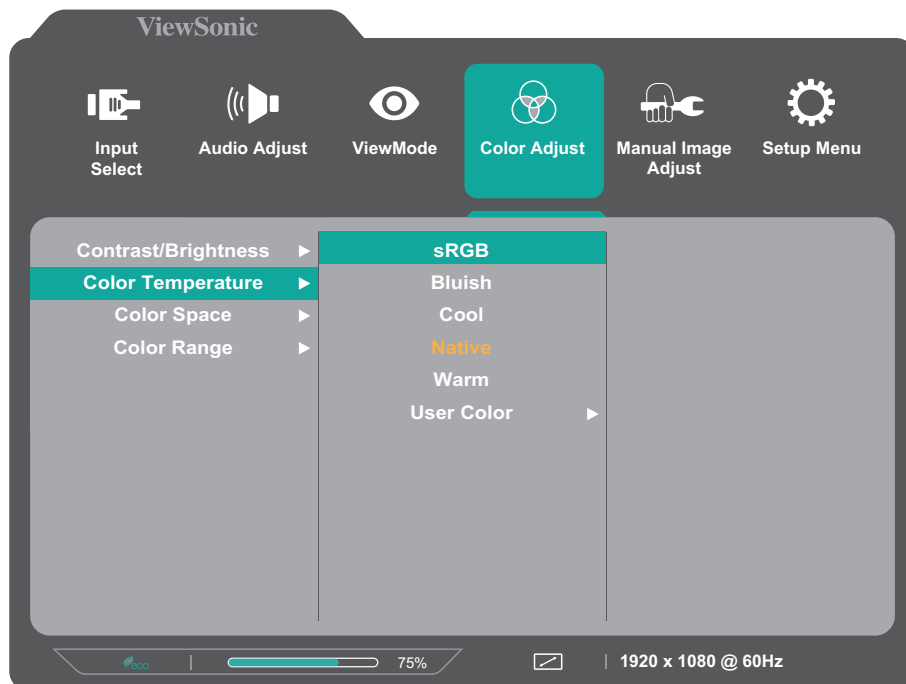 ViewSonic
Input Select
Audio Adjust
ViewMode
Color Adjust
Manual Image Adjust
Setup Menu
Contrast/Brightness
Color Temperature
Color Space
Color Range
sRGB
Bluish
Cool
Native
Warm
User Color
eco
75%
1920 x 1080 @ 60Hz